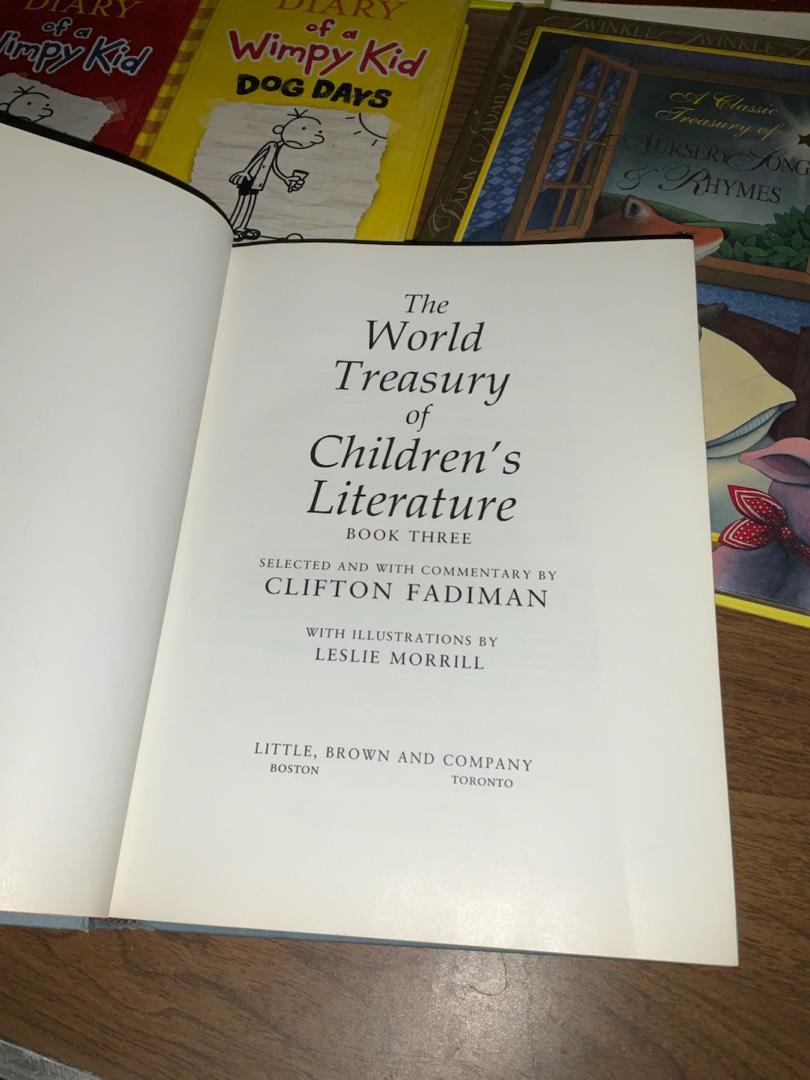 DIARY
of a
Wimpy Kid
DIARY
of a
Wimpy Kid
DOG DAYS
TWINKLE TWINKLE
A Classic
Treasury of
NURSERY SONGS
& RHYMES
The
World
Treasury
of
Children's
Literature
BOOK THREE
SELECTED AND WITH COMMENTARY BY
CLIFTON FADIMAN
WITH ILLUSTRATIONS BY
LESLIE MORRILL
LITTLE, BROWN AND COMPANY
BOSTON TORONTO